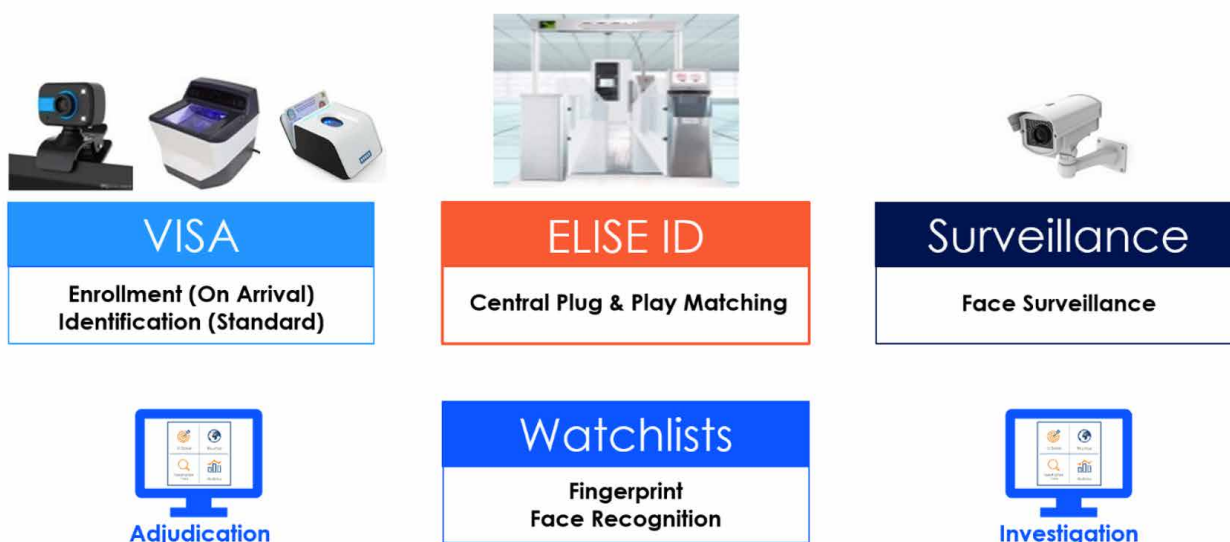 VISA
Enrollment (On Arrival)
Identification (Standard)
ELISE ID
Central Plug & Play Matching
Surveillance
Face Surveillance
Adjudication
Watchlists
Fingerprint
Face Recognition
Investigation